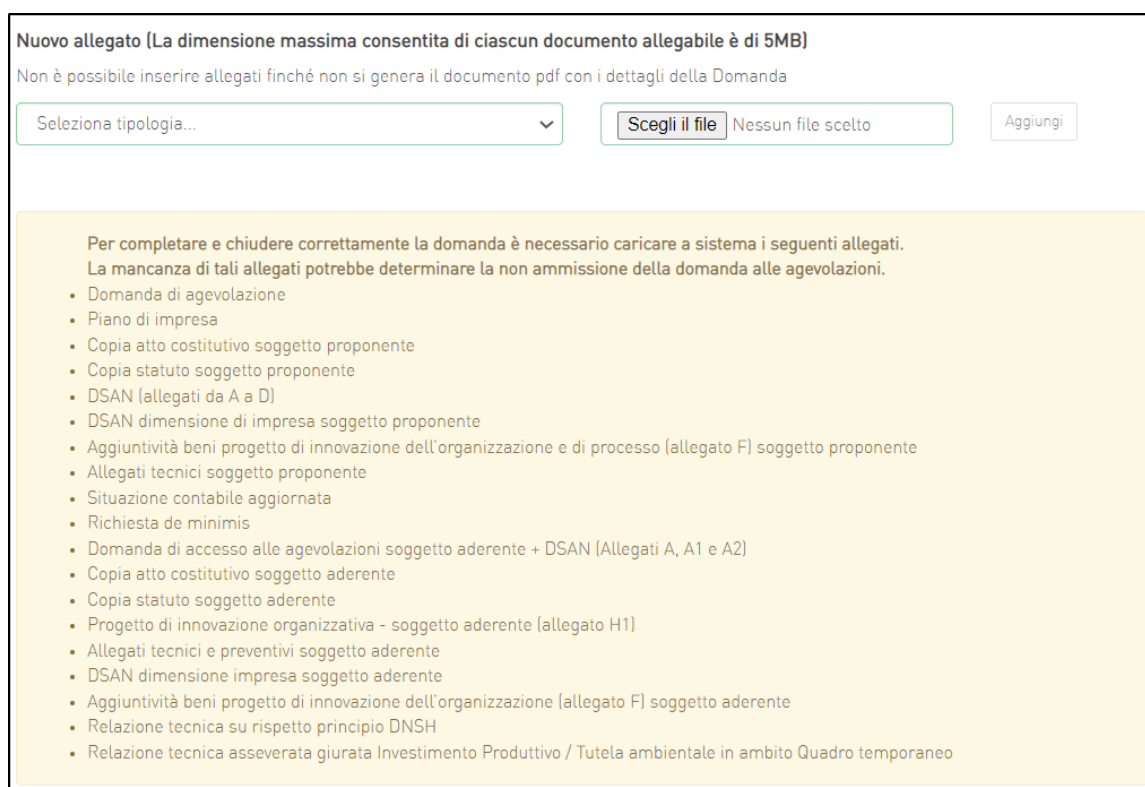 Nuovo allegato (La dimensione massima consentita di ciascun documento allegabile è di 5MB)
Non è possibile inserire allegati finché non si genera il documento pdf con i dettagli della Domanda
Seleziona tipologia...
Scegli il file Nessun file scelto
Aggiungi
Per completare e chiudere correttamente la domanda è necessario caricare a sistema i seguenti allegati.
La mancanza di tali allegati potrebbe determinare la non ammissione della domanda alle agevolazioni.
• Domanda di agevolazione
• Piano di impresa
• Copia atto costitutivo soggetto proponente
• Copia statuto soggetto proponente
• DSAN (allegati da A a D)
• DSAN dimensione di impresa soggetto proponente
• Aggiuntività beni progetto di innovazione dell'organizzazione e di processo (allegato F) soggetto proponente
• Allegati tecnici soggetto proponente
• Situazione contabile aggiornata
• Richiesta de minimis
• Domanda di accesso alle agevolazioni soggetto aderente + DSAN (Allegati A, A1 e A2)
• Copia atto costitutivo soggetto aderente
• Copia statuto soggetto aderente
• Progetto di innovazione organizzativa - soggetto aderente (allegato H1)
• Allegati tecnici e preventivi soggetto aderente
• DSAN dimensione impresa soggetto aderente
• Aggiuntività beni progetto di innovazione dell'organizzazione (allegato F) soggetto aderente
• Relazione tecnica su rispetto principio DNSH
• Relazione tecnica asseverata giurata Investimento Produttivo / Tutela ambientale in ambito Quadro temporaneo